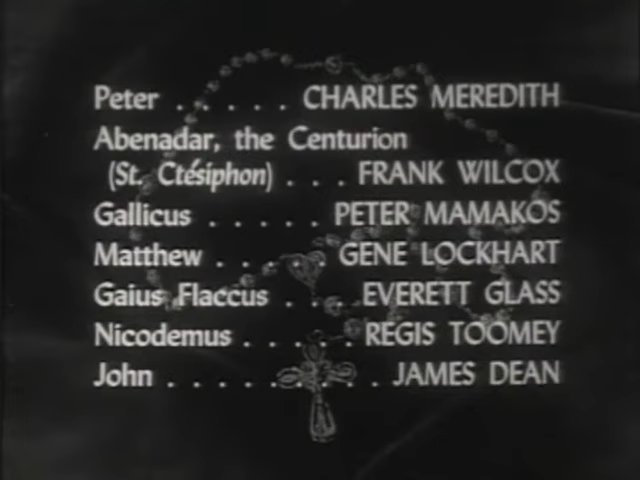 Peter . . . . . CHARLES MEREDITH
Abenadar, the Centurion
(St. Ctésiphon) . . . FRANK WILCOX
Gallicus . . . . . PETER MAMAKOS
Matthew . . . . GENE LOCKHART
Gaius Flaccus . . . EVERETT GLASS
Nicodemus . . . . . . REGIS TOOMEY
John . . . . . . . . . JAMES DEAN